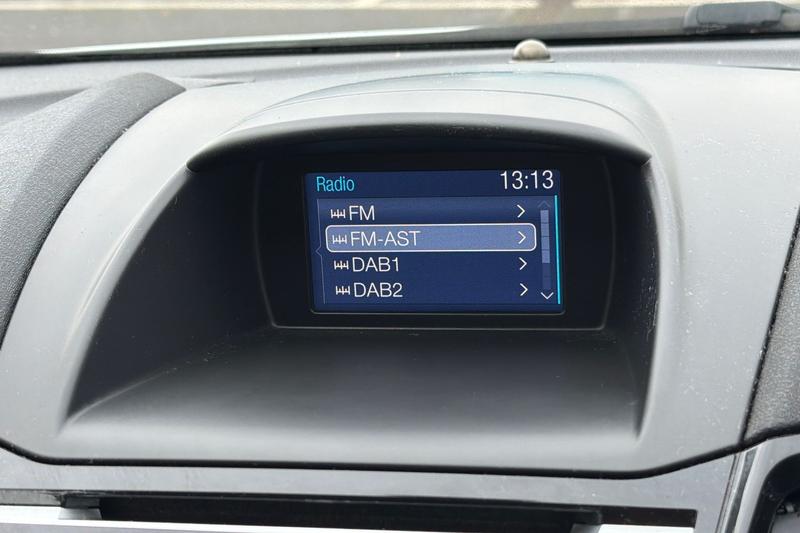 Radio 13:13
FM
FM-AST
DAB1
DAB2